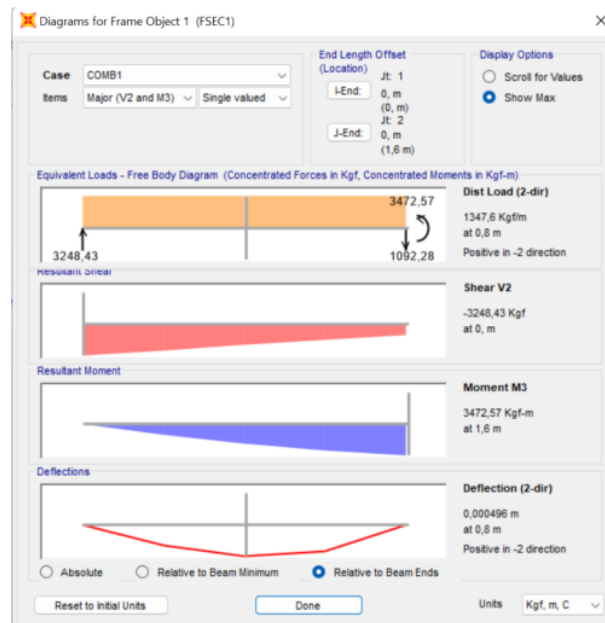 Diagrams for Frame Object 1 (FSEC1)
Case COMB1
Items Major (V2 and M3) Single valued
End Length Offset
(Location)
Jt: 1
I-End: 0, m
(0, m)
Jt: 2
J-End: 0, m
(1,6 m)
Display Options
Scroll for Values
Show Max
Equivalent Loads - Free Body Diagram (Concentrated Forces in Kgf, Concentrated Moments in Kgf-m)
3472,57
3248,43
1092,28
Dist Load (2-dir)
1347,6 Kgf/m
at 0,8 m
Positive in -2 direction
Resultant Shear
Shear V2
-3248,43 Kgf
at 0, m
Resultant Moment
Moment M3
3472,57 Kgf-m
at 1,6 m
Deflections
Deflection (2-dir)
0,000496 m
at 0,8 m
Positive in -2 direction
Absolute
Relative to Beam Minimum
Relative to Beam Ends
Reset to Initial Units
Done
Units Kgf, m, C